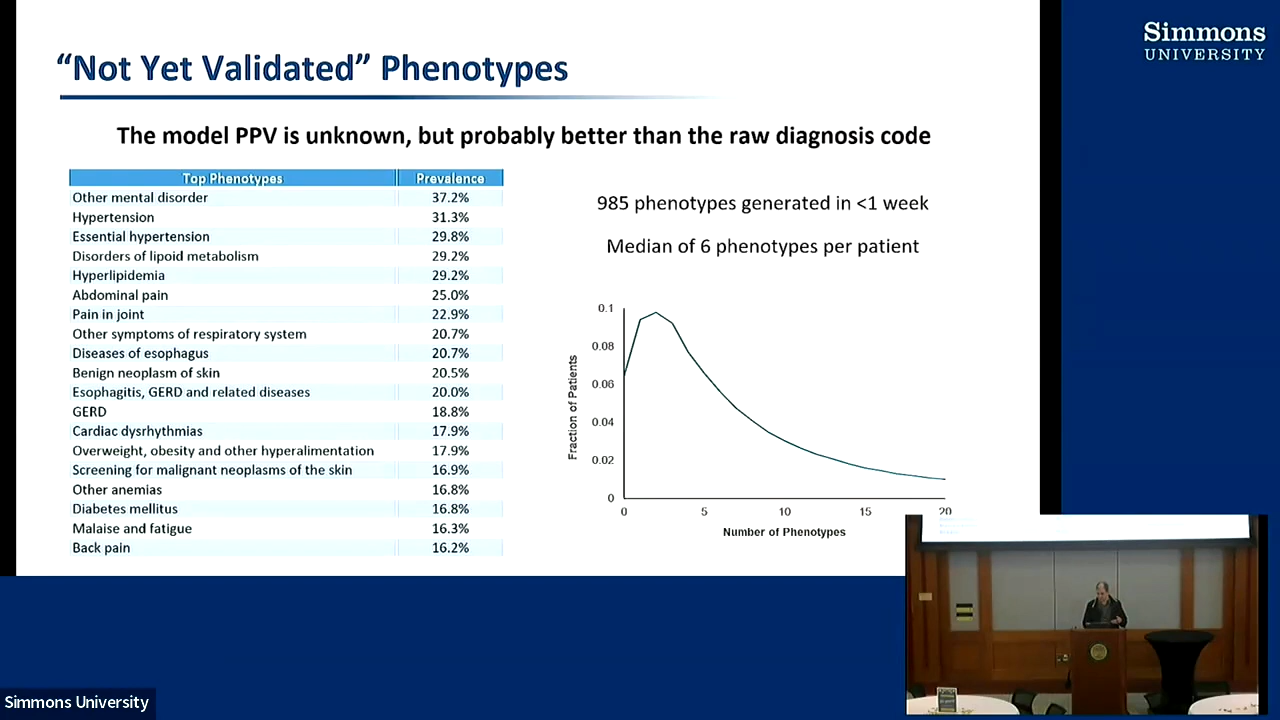 Simmons
UNIVERSITY
“Not Yet Validated” Phenotypes
The model PPV is unknown, but probably better than the raw diagnosis code
Top Phenotypes Prevalence
Other mental disorder 37.2%
Hypertension 31.3%
Essential hypertension 29.8%
Disorders of lipoid metabolism 29.2%
Hyperlipidemia 29.2%
Abdominal pain 25.0%
Pain in joint 22.9%
Other symptoms of respiratory system 20.7%
Diseases of esophagus 20.7%
Benign neoplasm of skin 20.5%
Esophagitis, GERD and related diseases 20.0%
GERD 18.8%
Cardiac dysrhythmias 17.9%
Overweight, obesity and other hyperalimentation 17.9%
Screening for malignant neoplasms of the skin 16.9%
Other anemias 16.8%
Diabetes mellitus 16.8%
Malaise and fatigue 16.3%
Back pain 16.2%
985 phenotypes generated in <1 week
Median of 6 phenotypes per patient
0.1
0.08
0.06
0.04
0.02
0
Fraction of Patients
0 5 10 15 20
Number of Phenotypes
Simmons University